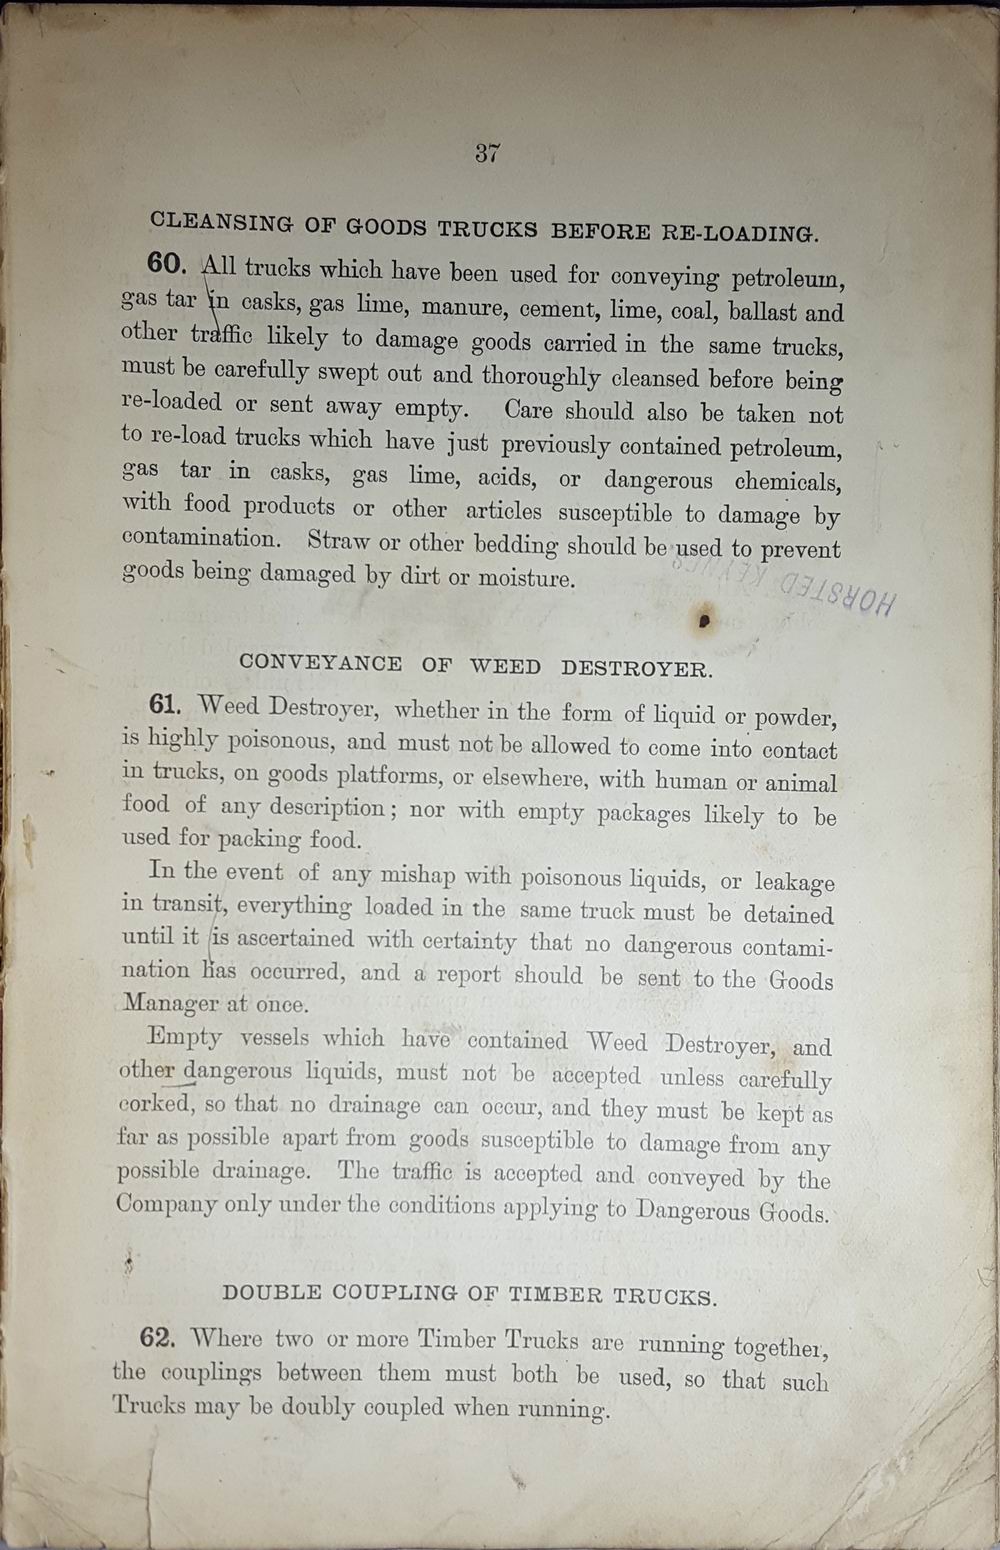 37
CLEANSING OF GOODS TRUCKS BEFORE RE-LOADING.
60. All trucks which have been used for conveying petroleum,
gas tar in casks, gas lime, manure, cement, lime, coal, ballast and
other traffic likely to damage goods carried in the same trucks,
must be carefully swept out and thoroughly cleansed before being
re-loaded or sent away empty. Care should also be taken not
to re-load trucks which have just previously contained petroleum,
gas tar in casks, gas lime, acids, or dangerous chemicals,
with food products or other articles susceptible to damage by
contamination. Straw or other bedding should be used to prevent
goods being damaged by dirt or moisture.
HORSTED KEYNES
CONVEYANCE OF WEED DESTROYER.
61. Weed Destroyer, whether in the form of liquid or powder,
is highly poisonous, and must not be allowed to come into contact
in trucks, on goods platforms, or elsewhere, with human or animal
food of any description; nor with empty packages likely to be
used for packing food.
In the event of any mishap with poisonous liquids, or leakage
in transit, everything loaded in the same truck must be detained
until it is ascertained with certainty that no dangerous contami-
nation has occurred, and a report should be sent to the Goods
Manager at once.
Empty vessels which have contained Weed Destroyer, and
other dangerous liquids, must not be accepted unless carefully
corked, so that no drainage can occur, and they must be kept as
far as possible apart from goods susceptible to damage from any
possible drainage. The traffic is accepted and conveyed by the
Company only under the conditions applying to Dangerous Goods.
DOUBLE COUPLING OF TIMBER TRUCKS.
62. Where two or more Timber Trucks are running together,
the couplings between them must both be used, so that such
Trucks may be doubly coupled when running.